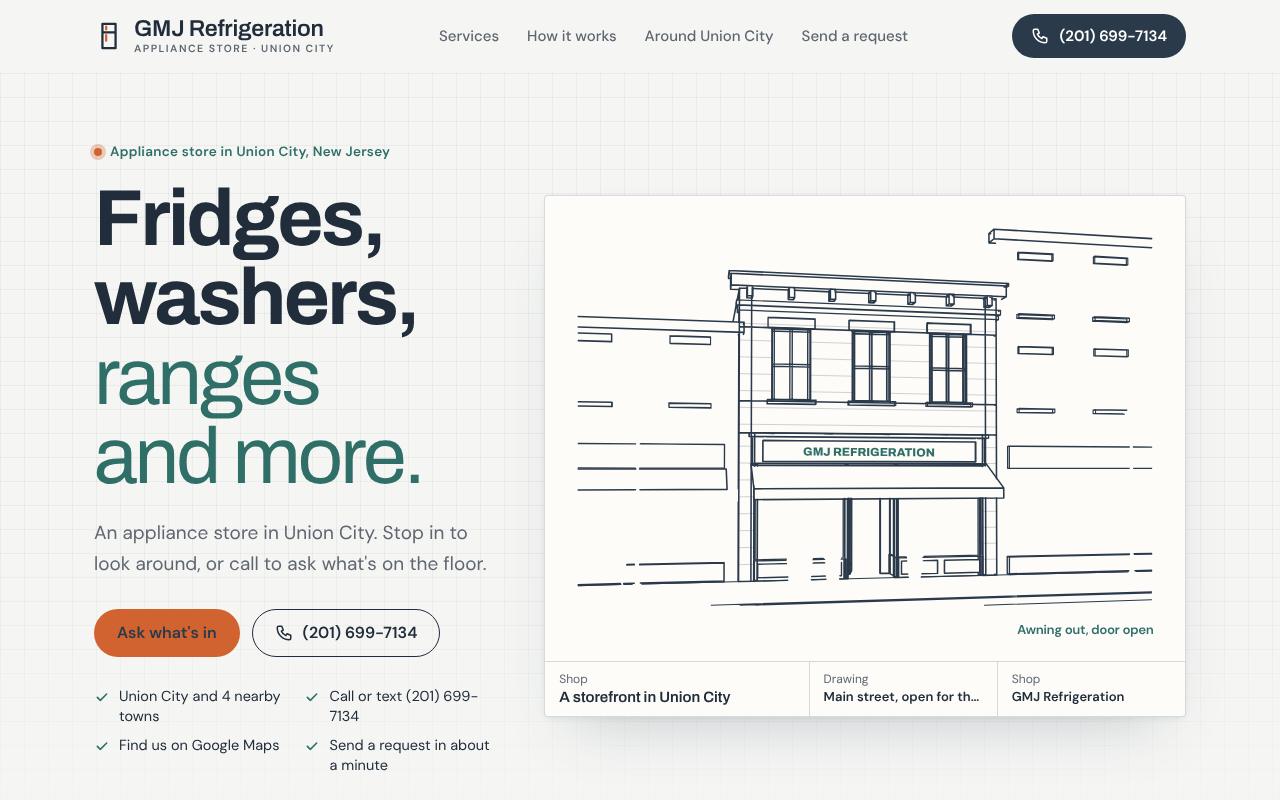 GMJ Refrigeration
APPLIANCE STORE · UNION CITY
Services
How it works
Around Union City
Send a request
(201) 699-7134
Appliance store in Union City, New Jersey
Fridges,
washers,
ranges
and more.
An appliance store in Union City. Stop in to
look around, or call to ask what's on the floor.
Ask what's in
(201) 699-7134
Union City and 4 nearby
towns
Call or text (201) 699-
7134
Find us on Google Maps
Send a request in about
a minute
GMJ REFRIGERATION
Awning out, door open
Shop
A storefront in Union City
Drawing
Main street, open for th…
Shop
GMJ Refrigeration